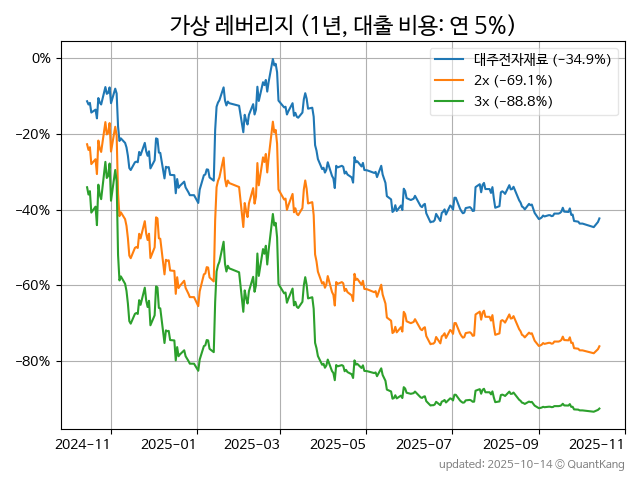 가상 레버리지 (1년, 대출 비용: 연 5%)
대주전자재료 (−34.9%)
2x (−69.1%)
3x (−88.8%)
0%
−20%
−40%
−60%
−80%
2024−11 2025−01 2025−03 2025−05 2025−07 2025−09 2025−11
updated: 2025-10-14 © QuantKang